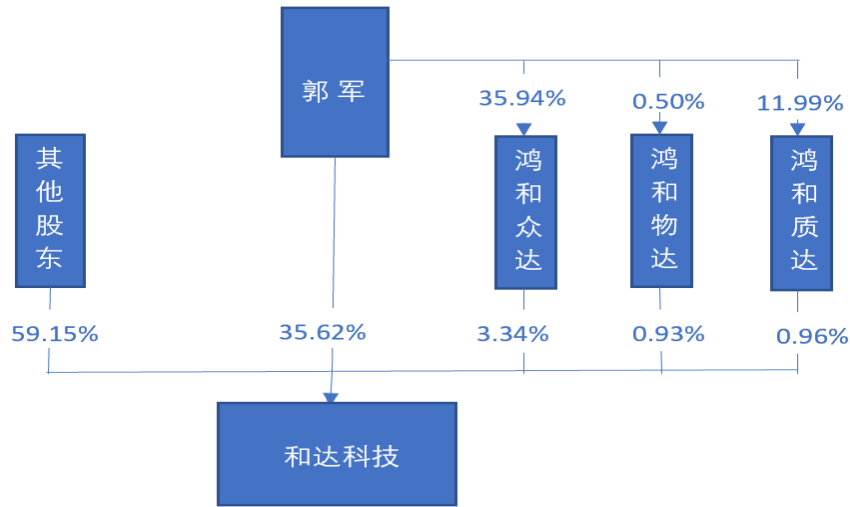 郭 军
35.94%
0.50%
11.99%
其他股东
鸿和众达
鸿和物达
鸿和质达
59.15%
35.62%
3.34%
0.93%
0.96%
和达科技